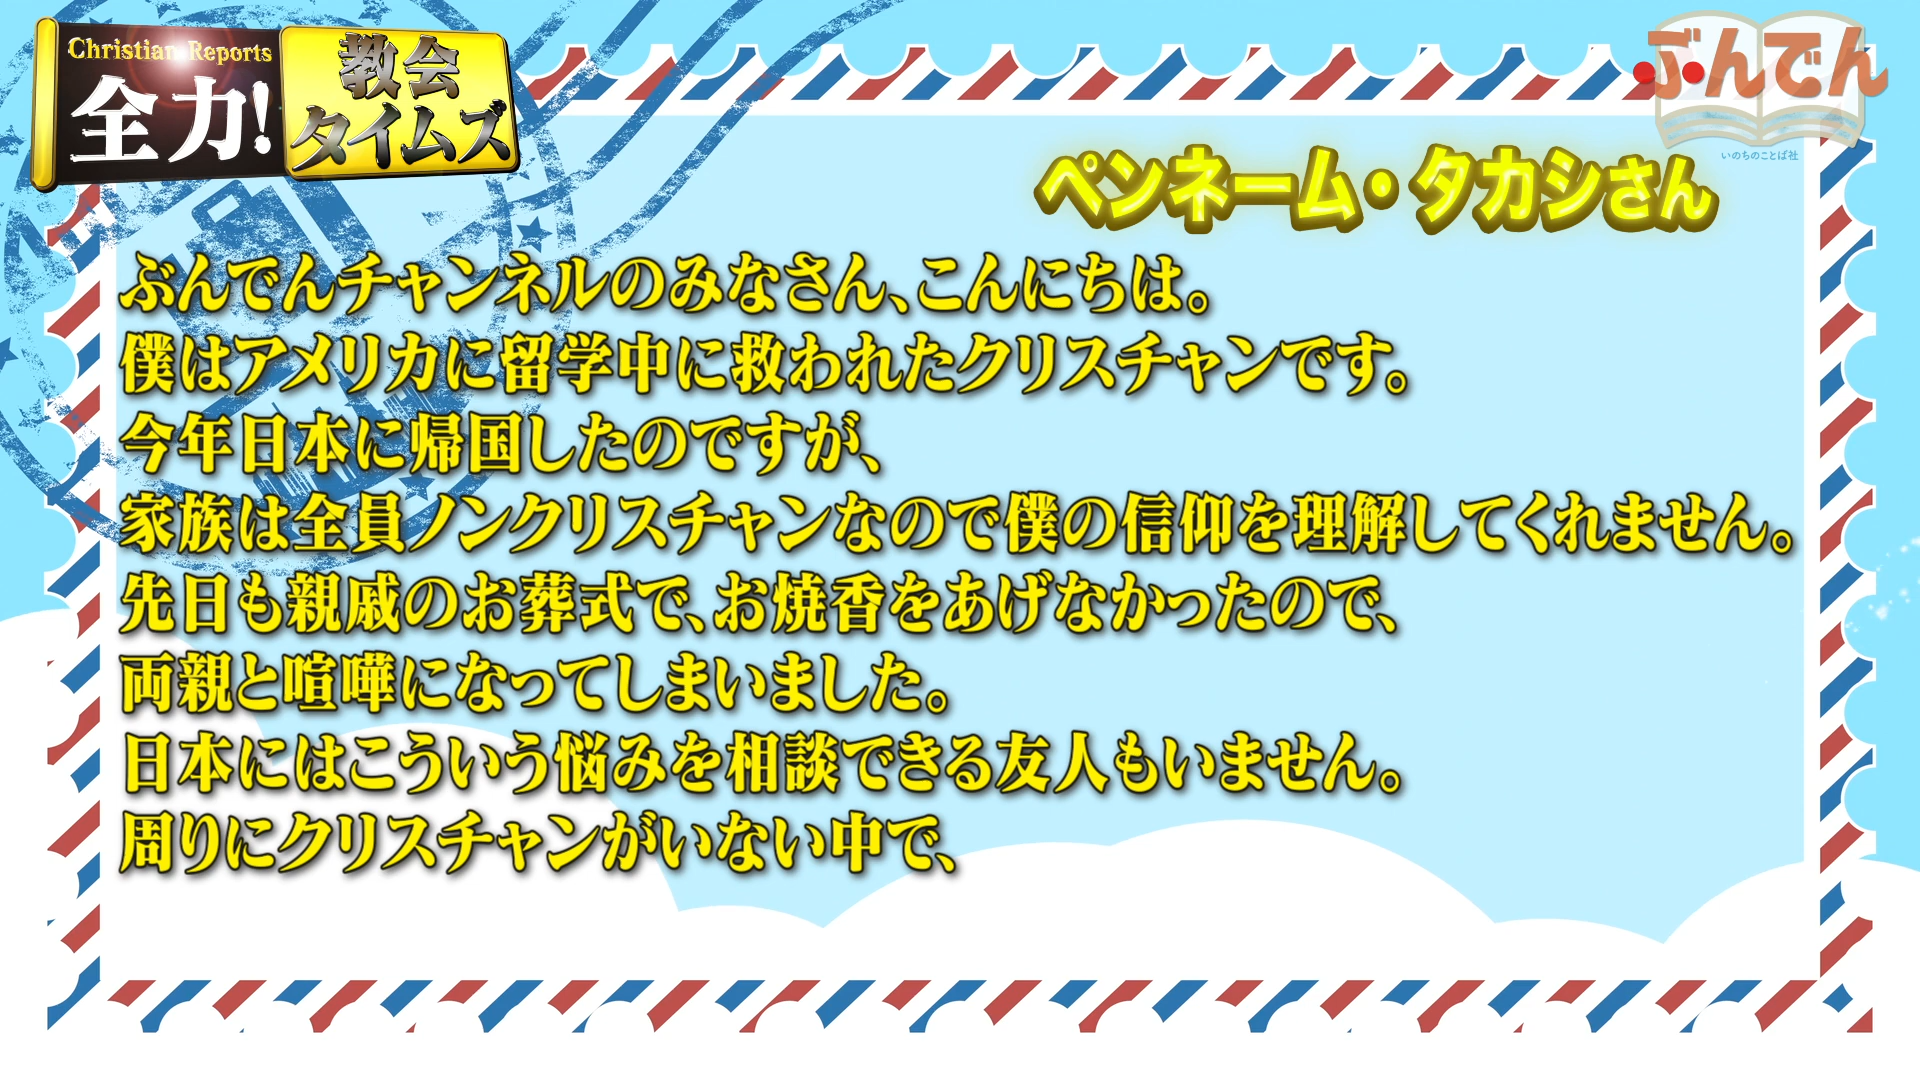 Christian Reports
全力!
教会
タイムズ
ぶんでん
いのちのことば社
ペンネーム・タカシさん
ぶんでんチャンネルのみなさん、こんにちは。
僕はアメリカに留学中に救われたクリスチャンです。
今年日本に帰国したのですが、
家族は全員ノンクリスチャンなので僕の信仰を理解してくれません。
先日も親戚のお葬式で、お焼香をあげなかったので、
両親と喧嘩になってしまいました。
日本にはこういう悩みを相談できる友人もいません。
周りにクリスチャンがいない中で、